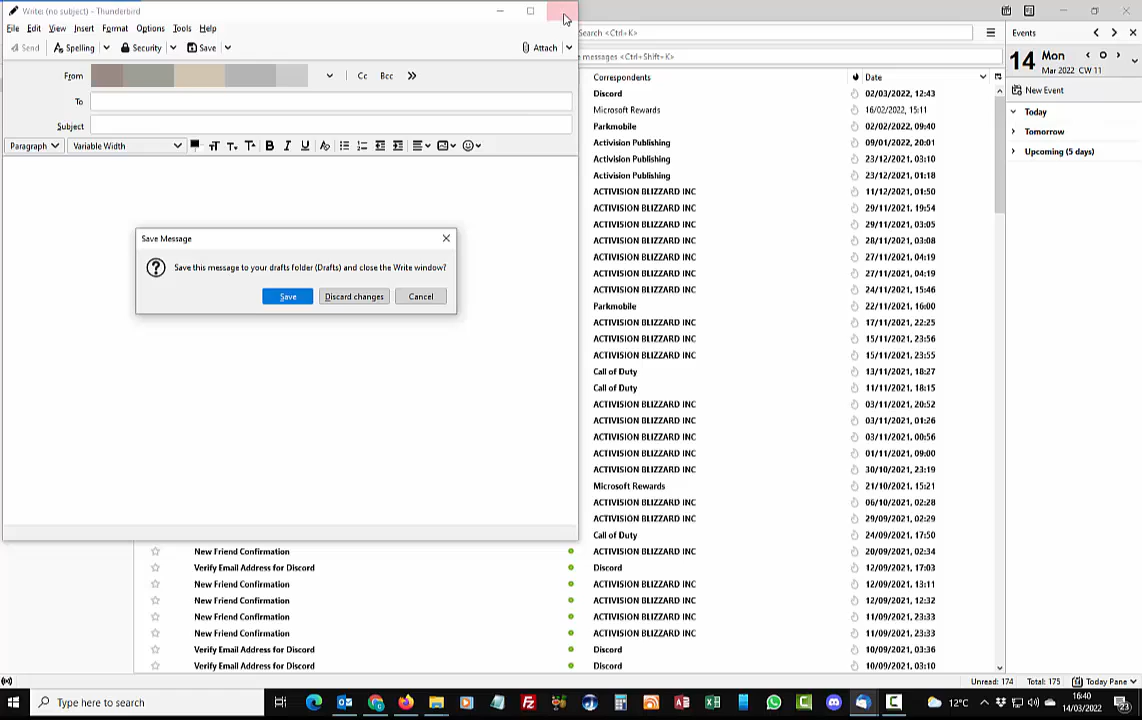 Write: (no subject) - Thunderbird
File Edit View Insert Format Options Tools Help
Send Spelling Security Save Attach
From Cc Bcc
To
Subject
Paragraph Variable Width
Save Message
Save this message to your drafts folder (Drafts) and close the Write window?
Save Discard changes Cancel
Search <Ctrl+K>
messages <Ctrl+Shift+K>
Correspondents Date
Discord 02/03/2022, 12:43
Microsoft Rewards 16/02/2022, 15:11
Parkmobile 02/02/2022, 09:40
Activision Publishing 09/01/2022, 20:01
Activision Publishing 23/12/2021, 03:10
Activision Publishing 23/12/2021, 01:18
ACTIVISION BLIZZARD INC 11/12/2021, 01:50
ACTIVISION BLIZZARD INC 29/11/2021, 19:54
ACTIVISION BLIZZARD INC 29/11/2021, 03:05
ACTIVISION BLIZZARD INC 28/11/2021, 03:08
ACTIVISION BLIZZARD INC 27/11/2021, 04:19
ACTIVISION BLIZZARD INC 27/11/2021, 04:19
ACTIVISION BLIZZARD INC 24/11/2021, 15:46
Parkmobile 22/11/2021, 16:00
ACTIVISION BLIZZARD INC 17/11/2021, 22:25
ACTIVISION BLIZZARD INC 15/11/2021, 23:56
ACTIVISION BLIZZARD INC 15/11/2021, 23:55
Call of Duty 13/11/2021, 18:27
Call of Duty 11/11/2021, 18:15
ACTIVISION BLIZZARD INC 03/11/2021, 20:52
ACTIVISION BLIZZARD INC 03/11/2021, 01:26
ACTIVISION BLIZZARD INC 03/11/2021, 00:56
ACTIVISION BLIZZARD INC 01/11/2021, 09:00
ACTIVISION BLIZZARD INC 30/10/2021, 23:19
Microsoft Rewards 21/10/2021, 15:21
ACTIVISION BLIZZARD INC 06/10/2021, 02:28
ACTIVISION BLIZZARD INC 29/09/2021, 02:29
Call of Duty 24/09/2021, 17:50
New Friend Confirmation ACTIVISION BLIZZARD INC 20/09/2021, 02:34
Verify Email Address for Discord Discord 12/09/2021, 17:03
New Friend Confirmation ACTIVISION BLIZZARD INC 12/09/2021, 13:11
New Friend Confirmation ACTIVISION BLIZZARD INC 12/09/2021, 12:32
New Friend Confirmation ACTIVISION BLIZZARD INC 11/09/2021, 23:33
New Friend Confirmation ACTIVISION BLIZZARD INC 11/09/2021, 23:33
Verify Email Address for Discord Discord 10/09/2021, 03:36
Verify Email Address for Discord Discord 10/09/2021, 03:10
Events
14 Mon
Mar 2022 CW 11
New Event
Today
Tomorrow
Upcoming (5 days)
Unread: 174 Total: 175 Today Pane
Type here to search
12°C
16:40
14/03/2022
23